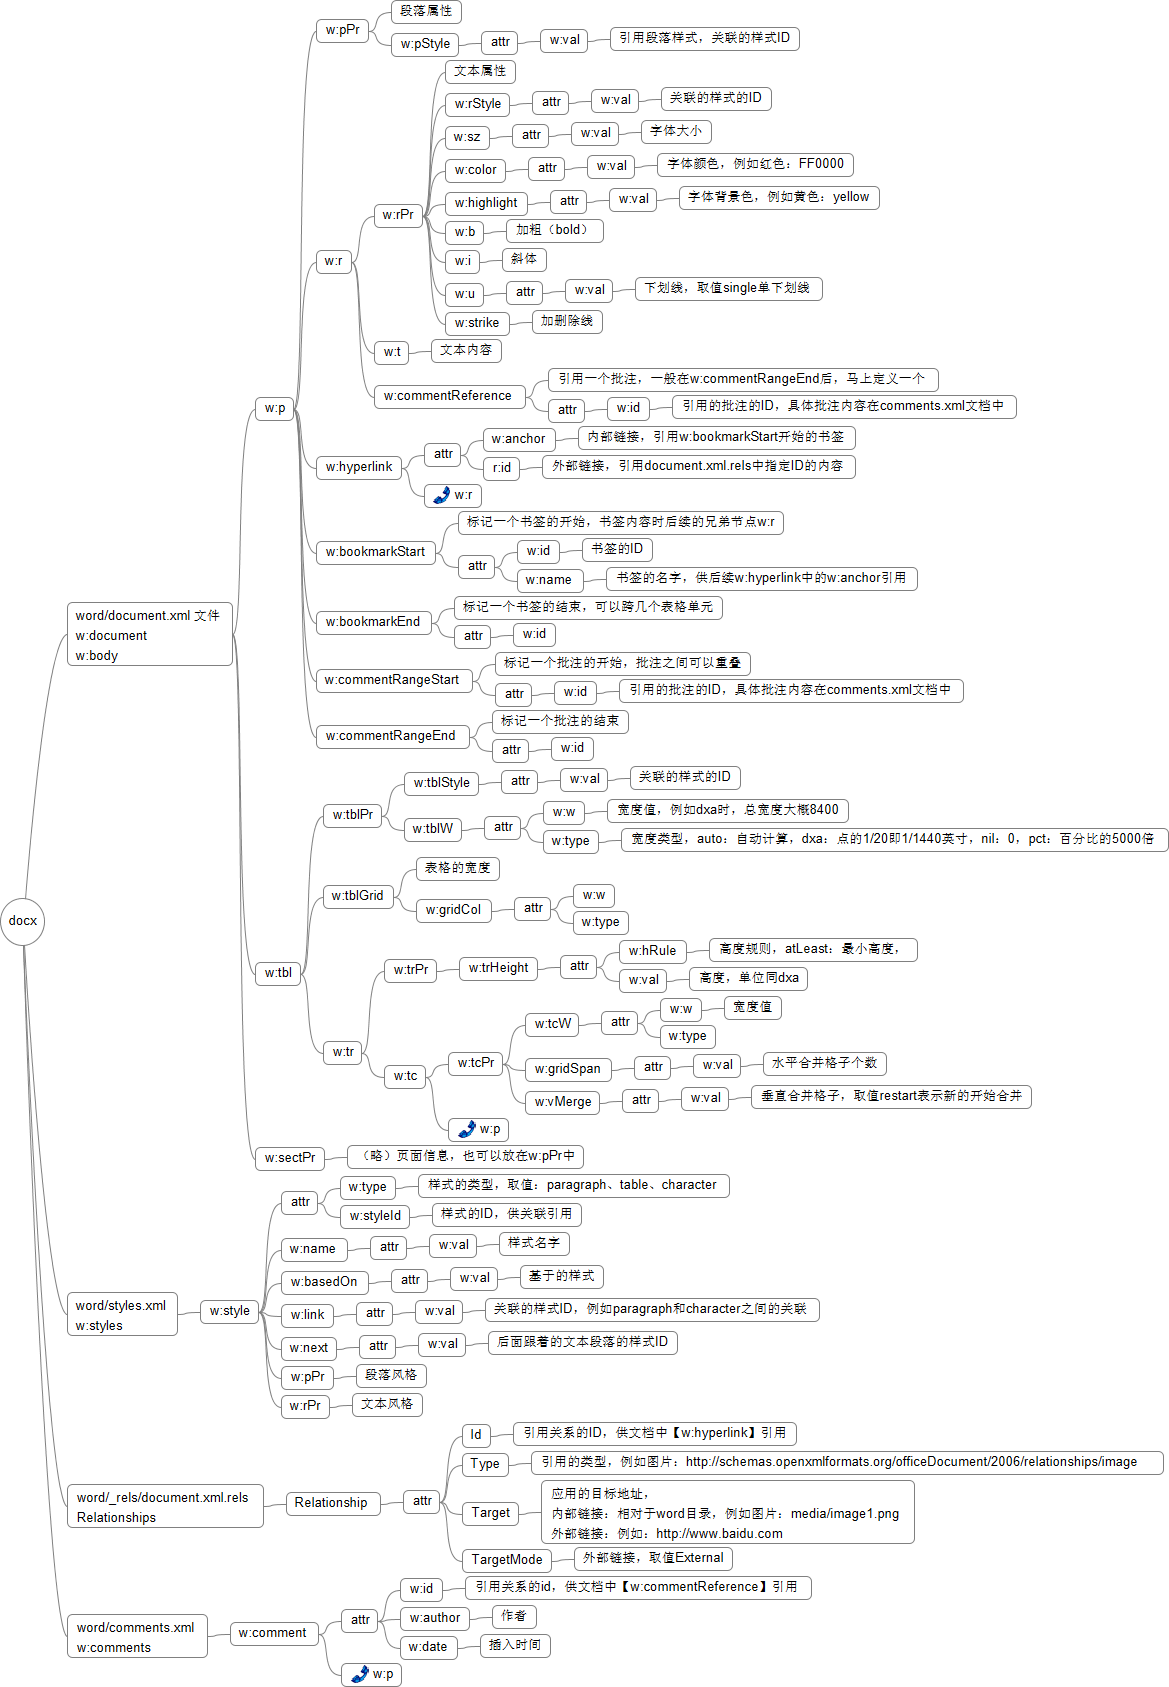 docx
word/document.xml 文件
w:document
w:body
w:p
w:pPr
段落属性
w:pStyle
attr
w:val
引用段落样式，关联的样式ID
w:r
w:rPr
文本属性
w:rStyle
attr
w:val
关联的样式的ID
w:sz
attr
w:val
字体大小
w:color
attr
w:val
字体颜色，例如红色：FF0000
w:highlight
attr
w:val
字体背景色，例如黄色：yellow
w:b
加粗（bold）
w:i
斜体
w:u
attr
w:val
下划线，取值single单下划线
w:strike
加删除线
w:t
文本内容
w:commentReference
引用一个批注，一般在w:commentRangeEnd后，马上定义一个
attr
w:id
引用的批注的ID，具体批注内容在comments.xml文档中
w:hyperlink
attr
w:anchor
内部链接，引用w:bookmarkStart开始的书签
r:id
外部链接，引用document.xml.rels中指定ID的内容
w:r
w:bookmarkStart
标记一个书签的开始，书签内容时后续的兄弟节点w:r
attr
w:id
书签的ID
w:name
书签的名字，供后续w:hyperlink中的w:anchor引用
w:bookmarkEnd
标记一个书签的结束，可以跨几个表格单元
attr
w:id
w:commentRangeStart
标记一个批注的开始，批注之间可以重叠
attr
w:id
引用的批注的ID，具体批注内容在comments.xml文档中
w:commentRangeEnd
标记一个批注的结束
attr
w:id
w:tbl
w:tblPr
w:tblStyle
attr
w:val
关联的样式的ID
w:tblW
attr
w:w
宽度值，例如dxa时，总宽度大概8400
w:type
宽度类型，auto：自动计算，dxa：点的1/20即1/1440英寸，nil：0，pct：百分比的5000倍
w:tblGrid
表格的宽度
w:gridCol
attr
w:w
w:type
w:tr
w:trPr
w:trHeight
attr
w:hRule
高度规则，atLeast：最小高度，
w:val
高度，单位同dxa
w:tc
w:tcPr
w:tcW
attr
w:w
宽度值
w:type
w:gridSpan
attr
w:val
水平合并格子个数
w:vMerge
attr
w:val
垂直合并格子，取值restart表示新的开始合并
w:p
w:sectPr
（略）页面信息，也可以放在w:pPr中
word/styles.xml
w:styles
w:style
attr
w:type
样式的类型，取值：paragraph、table、character
w:styleId
样式的ID，供关联引用
w:name
attr
w:val
样式名字
w:basedOn
attr
w:val
基于的样式
w:link
attr
w:val
关联的样式ID，例如paragraph和character之间的关联
w:next
attr
w:val
后面跟着的文本段落的样式ID
w:pPr
段落风格
w:rPr
文本风格
word/_rels/document.xml.rels
Relationships
Relationship
attr
Id
引用关系的ID，供文档中【w:hyperlink】引用
Type
引用的类型，例如图片：http://schemas.openxmlformats.org/officeDocument/2006/relationships/image
Target
应用的目标地址，
内部链接：相对于word目录，例如图片：media/image1.png
外部链接：例如：http://www.baidu.com
TargetMode
外部链接，取值External
word/comments.xml
w:comments
w:comment
attr
w:id
引用关系的id，供文档中【w:commentReference】引用
w:author
作者
w:date
插入时间
w:p